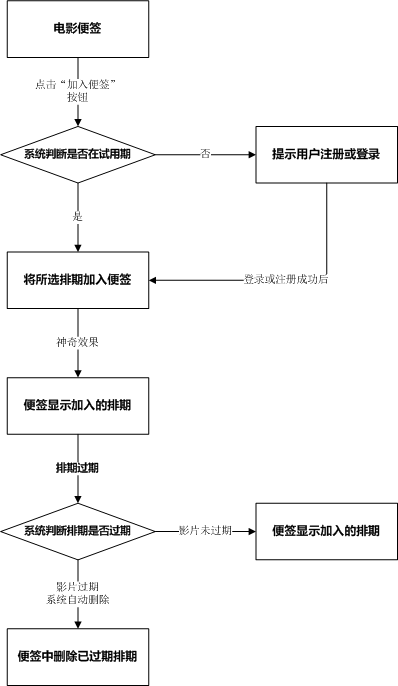 电影便签
点击“加入便签”
按钮
系统判断是否在试用期
否
提示用户注册或登录
是
将所选排期加入便签
登录或注册成功后
神奇效果
便签显示加入的排期
排期过期
系统判断排期是否过期
影片未过期
便签显示加入的排期
影片过期
系统自动删除
便签中删除已过期排期